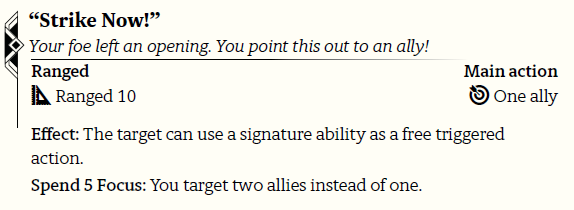 “Strike Now!”
Your foe left an opening. You point this out to an ally!
Ranged Main action
Ranged 10 One ally
Effect: The target can use a signature ability as a free triggered
action.
Spend 5 Focus: You target two allies instead of one.